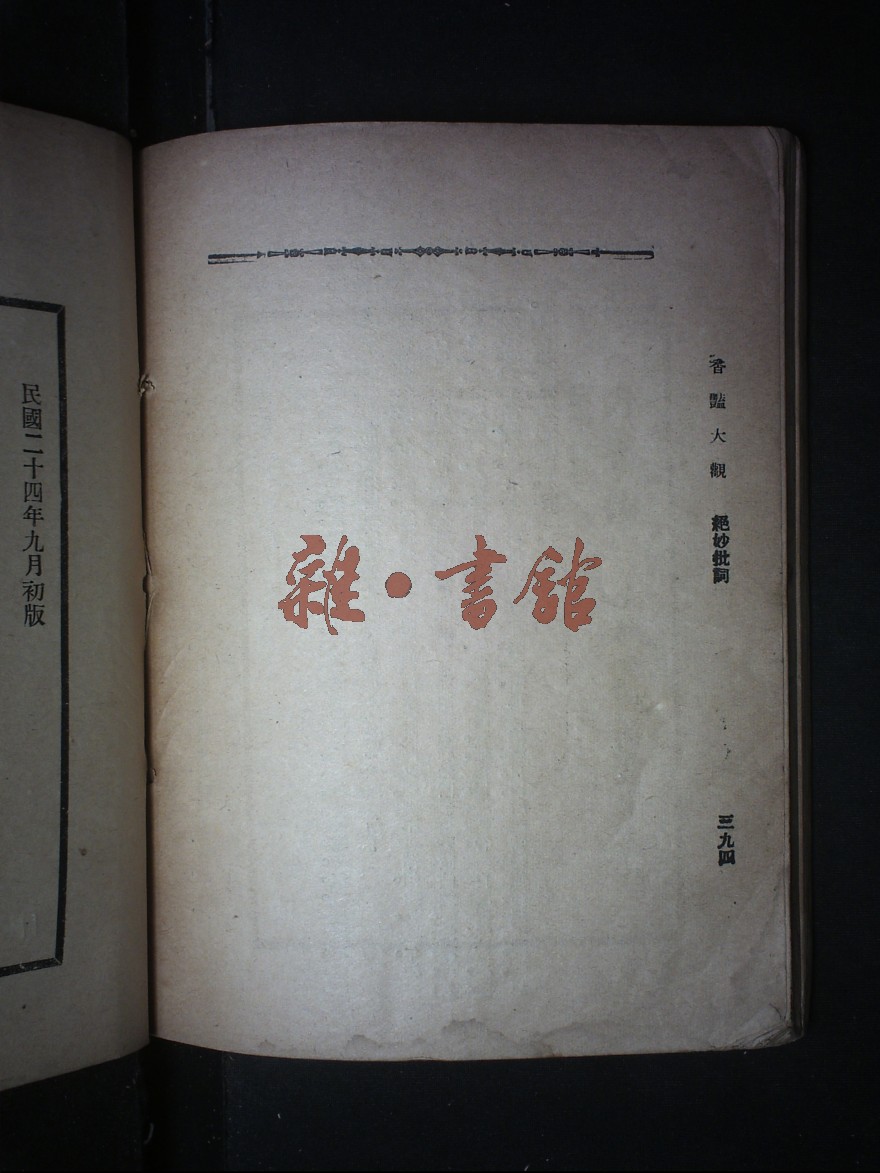 香豔大觀 絕妙批詞 三九四
雜·書館
民國二十四年九月初版